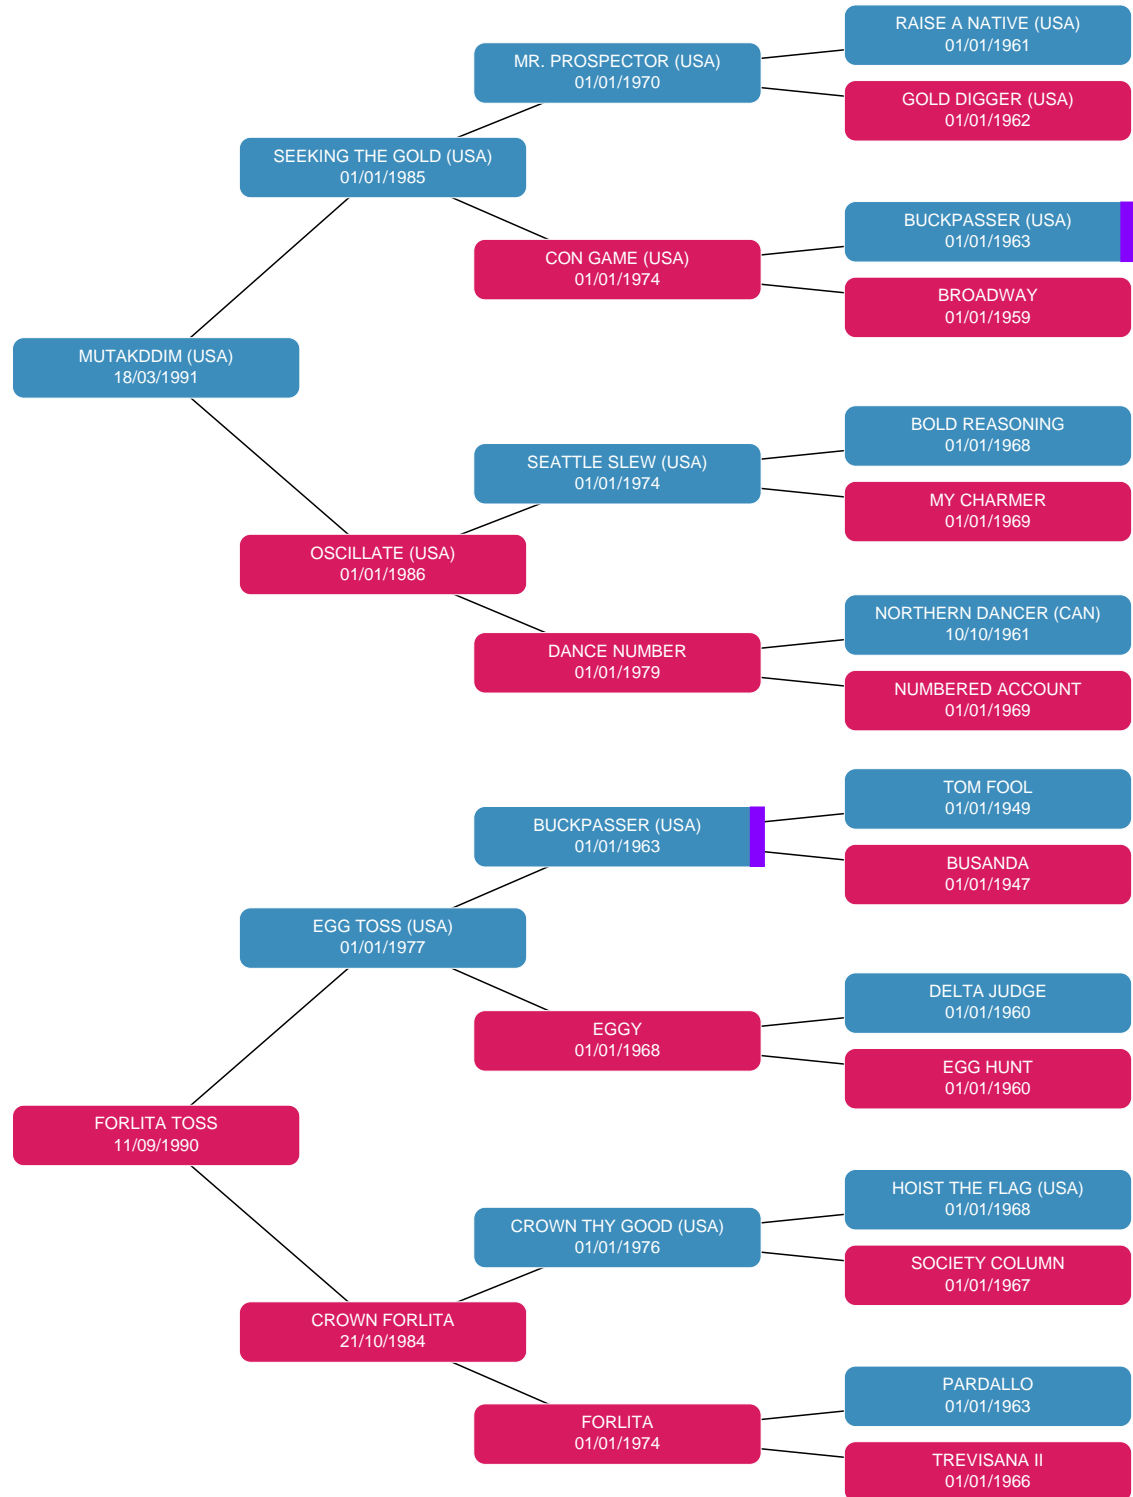 RAISE A NATIVE (USA)
01/01/1961
MR. PROSPECTOR (USA)
01/01/1970
GOLD DIGGER (USA)
01/01/1962
SEEKING THE GOLD (USA)
01/01/1985
BUCKPASSER (USA)
01/01/1963
CON GAME (USA)
01/01/1974
BROADWAY
01/01/1959
MUTAKDDIM (USA)
18/03/1991
BOLD REASONING
01/01/1968
SEATTLE SLEW (USA)
01/01/1974
MY CHARMER
01/01/1969
OSCILLATE (USA)
01/01/1986
NORTHERN DANCER (CAN)
10/10/1961
DANCE NUMBER
01/01/1979
NUMBERED ACCOUNT
01/01/1969
TOM FOOL
01/01/1949
BUCKPASSER (USA)
01/01/1963
BUSANDA
01/01/1947
EGG TOSS (USA)
01/01/1977
DELTA JUDGE
01/01/1960
EGGY
01/01/1968
EGG HUNT
01/01/1960
FORLITA TOSS
11/09/1990
HOIST THE FLAG (USA)
01/01/1968
CROWN THY GOOD (USA)
01/01/1976
SOCIETY COLUMN
01/01/1967
CROWN FORLITA
21/10/1984
PARDALLO
01/01/1963
FORLITA
01/01/1974
TREVISANA II
01/01/1966